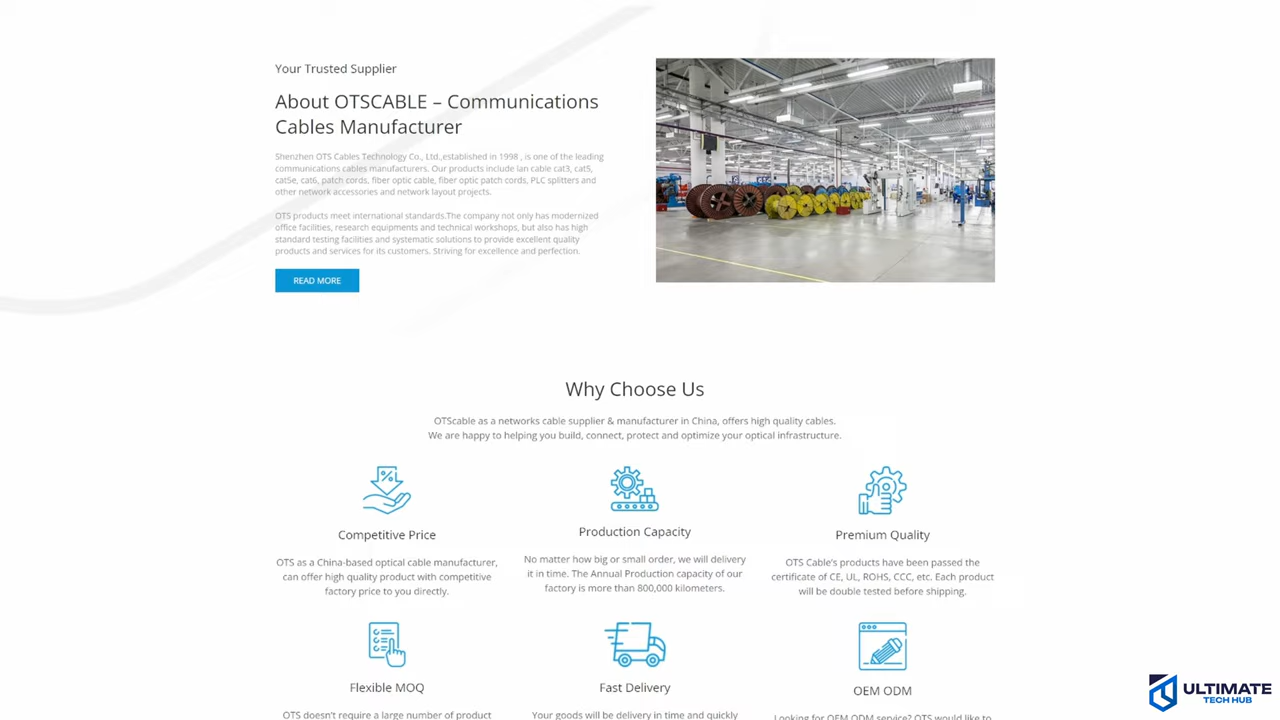 Your Trusted Supplier
About OTSCABLE – Communications
Cables Manufacturer
Shenzhen OTS Cables Technology Co., Ltd.,established in 1998 , is one of the leading
communications cables manufacturers. Our products include lan cable cat3, cat5,
cat5e, cat6, patch cords, fiber optic cable, fiber optic patch cords, PLC splitters and
other network accessories and network layout projects.
OTS products meet international standards.The company not only has modernized
office facilities, research equipments and technical workshops, but also has high
standard testing facilities and systematic solutions to provide excellent quality
products and services for its customers. Striving for excellence and perfection.
READ MORE
Why Choose Us
OTScable as a networks cable supplier & manufacturer in China, offers high quality cables.
We are happy to helping you build, connect, protect and optimize your optical infrastructure.
Competitive Price
OTS as a China-based optical cable manufacturer,
can offer high quality product with competitive
factory price to you directly.
Production Capacity
No matter how big or small order, we will delivery
it in time. The Annual Production capacity of our
factory is more than 800,000 kilometers.
Premium Quality
OTS Cable's products have been passed the
certificate of CE, UL, ROHS, CCC, etc. Each product
will be double tested before shipping.
Flexible MOQ
OTS doesn't require a large number of product
Fast Delivery
Your goods will be delivery in time and quickly
OEM ODM
Looking for OEM ODM service? OTS would like to
ULTIMATE
TECH HUB